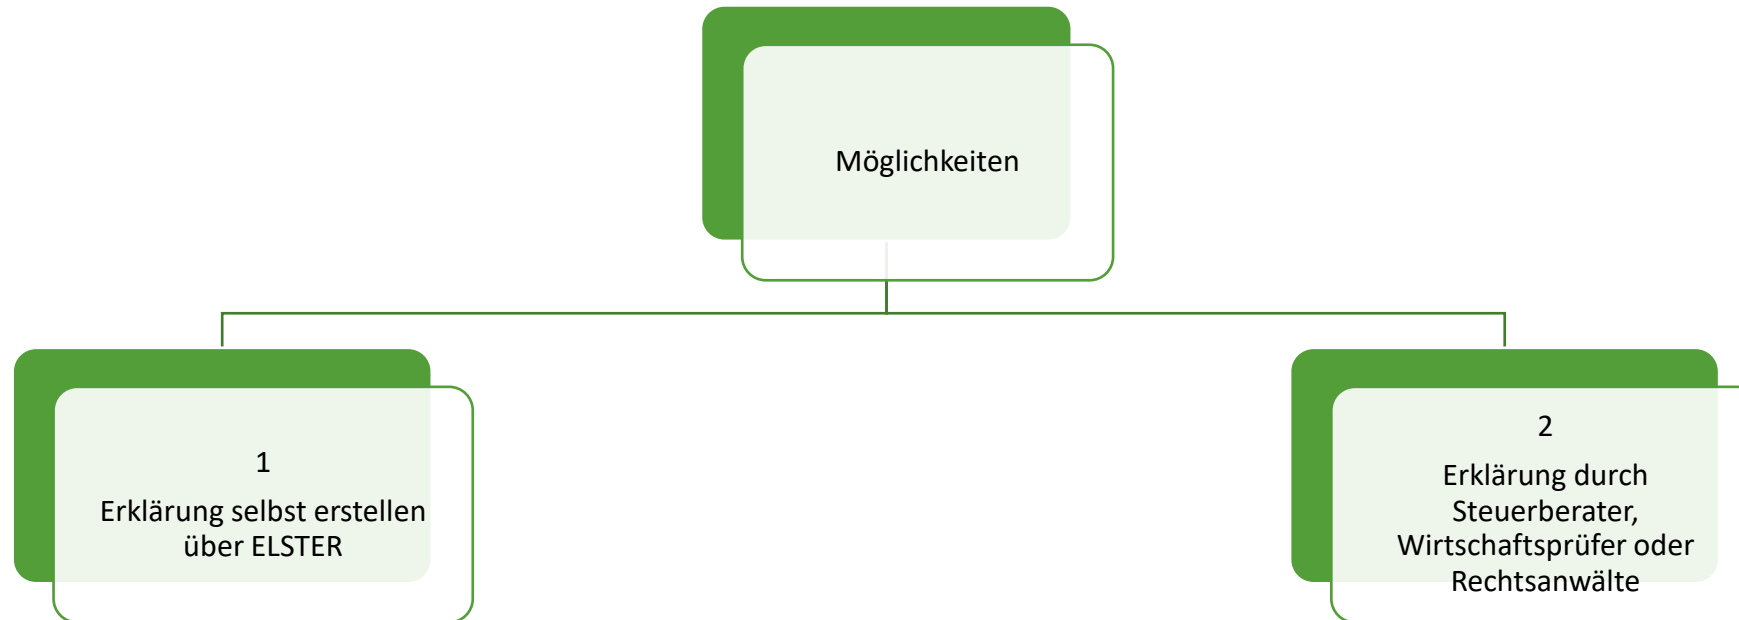 Möglichkeiten
1
Erklärung selbst erstellen
über ELSTER
2
Erklärung durch
Steuerberater,
Wirtschaftsprüfer oder
Rechtsanwälte